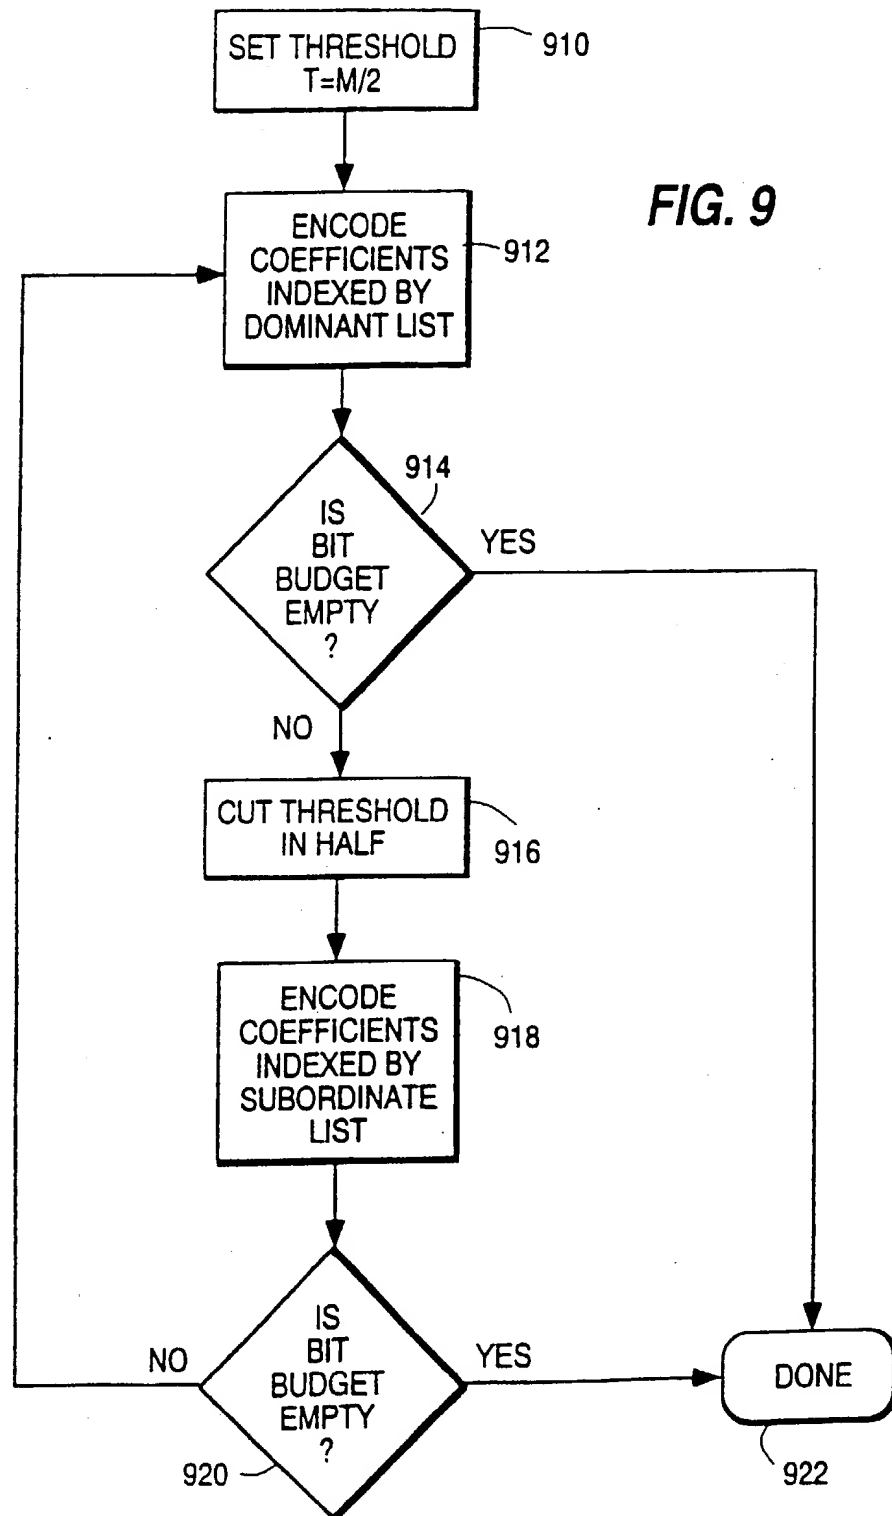 SET THRESHOLD
T=M/2
910
FIG. 9
ENCODE
COEFFICIENTS
INDEXED BY
DOMINANT LIST
912
914
IS
BIT
BUDGET
EMPTY
?
YES
NO
CUT THRESHOLD
IN HALF
916
ENCODE
COEFFICIENTS
INDEXED BY
SUBORDINATE
LIST
918
IS
BIT
BUDGET
EMPTY
?
NO
YES
920
DONE
922